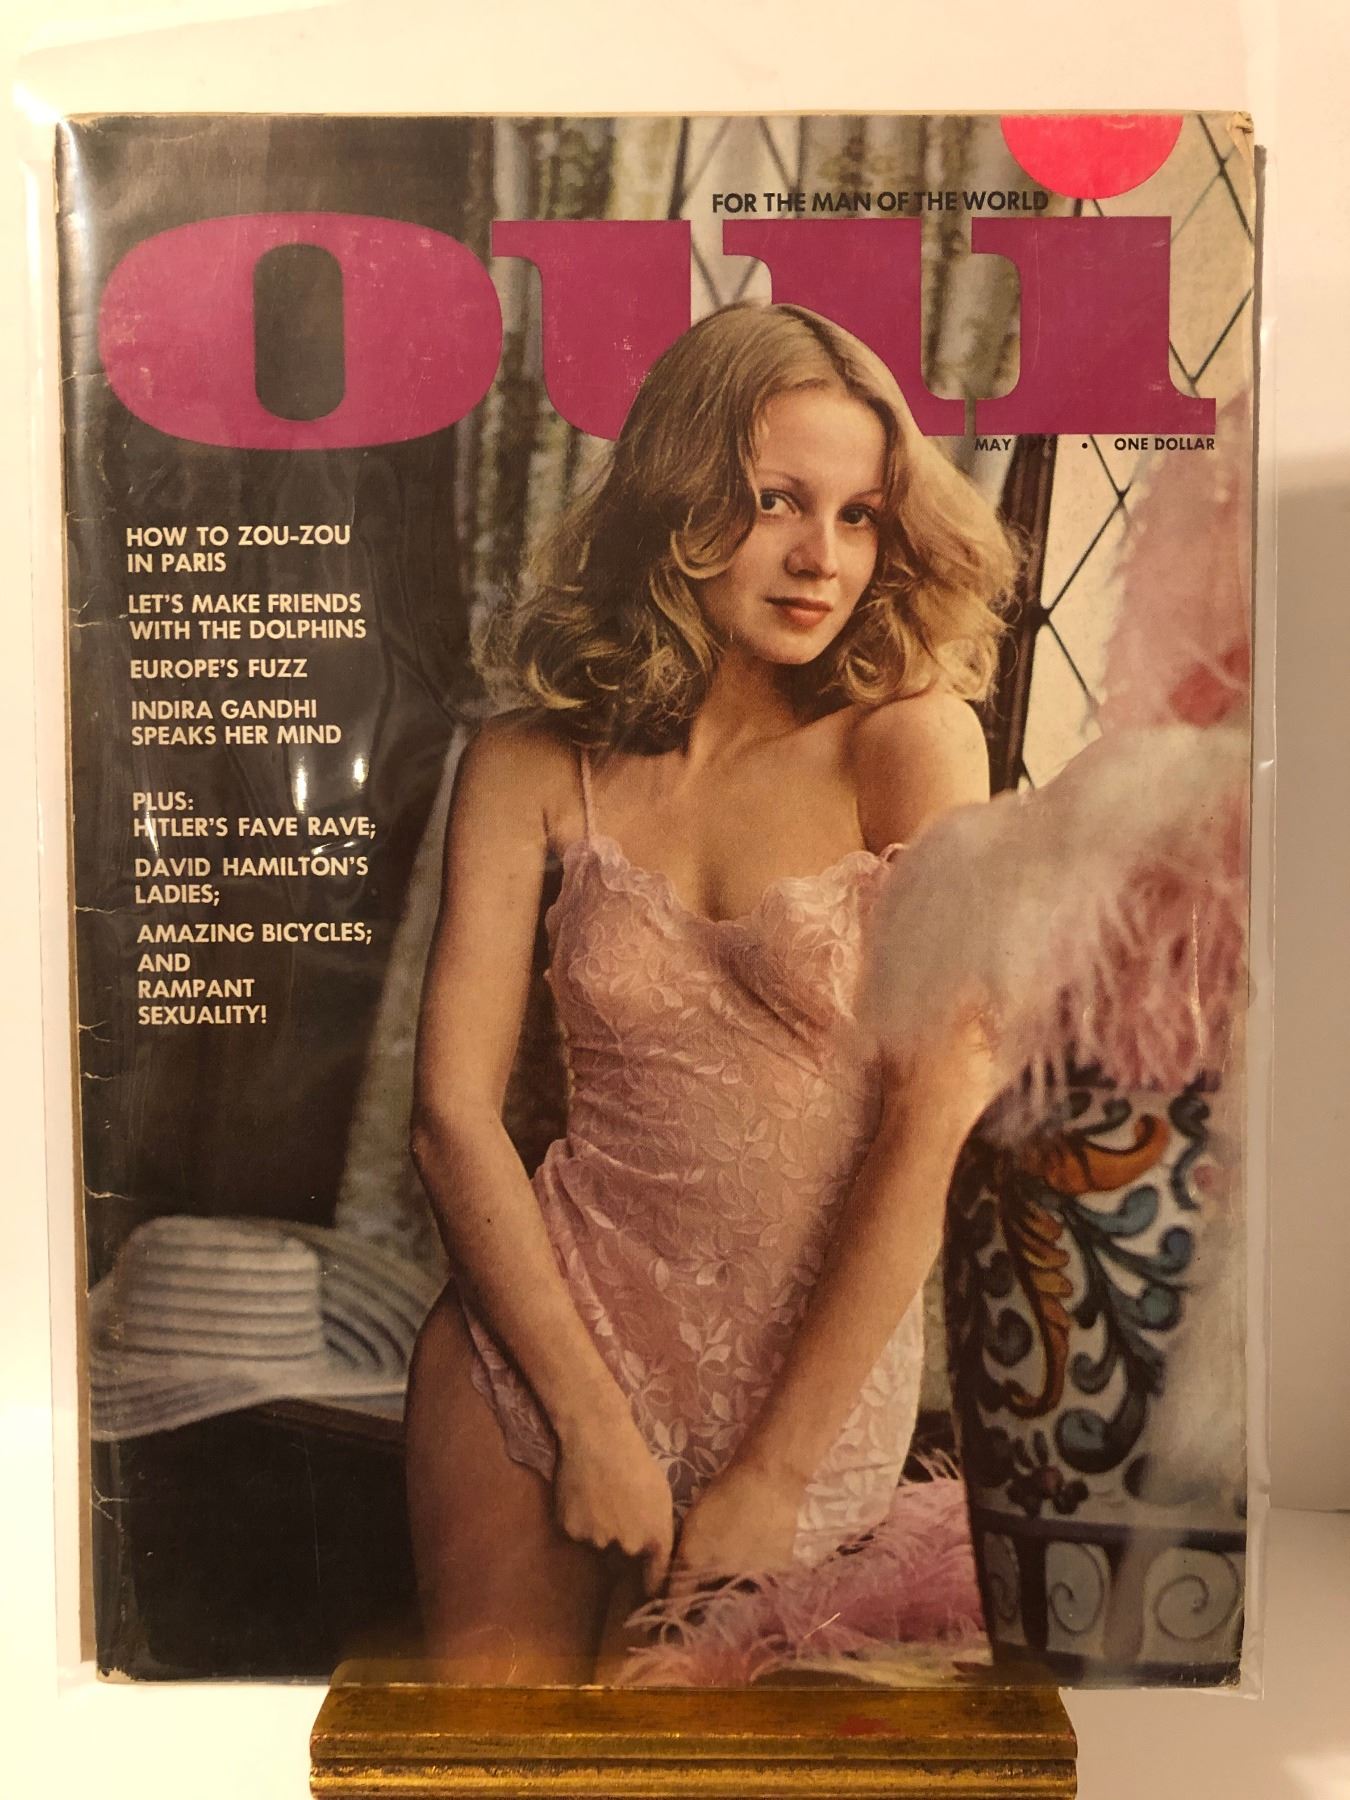 FOR THE MAN OF THE WORLD
oui
MAY 1973 • ONE DOLLAR
HOW TO ZOU-ZOU
IN PARIS
LET'S MAKE FRIENDS
WITH THE DOLPHINS
EUROPE'S FUZZ
INDIRA GANDHI
SPEAKS HER MIND
PLUS:
HITLER'S FAVE RAVE;
DAVID HAMILTON'S
LADIES;
AMAZING BICYCLES;
AND
RAMPANT
SEXUALITY!